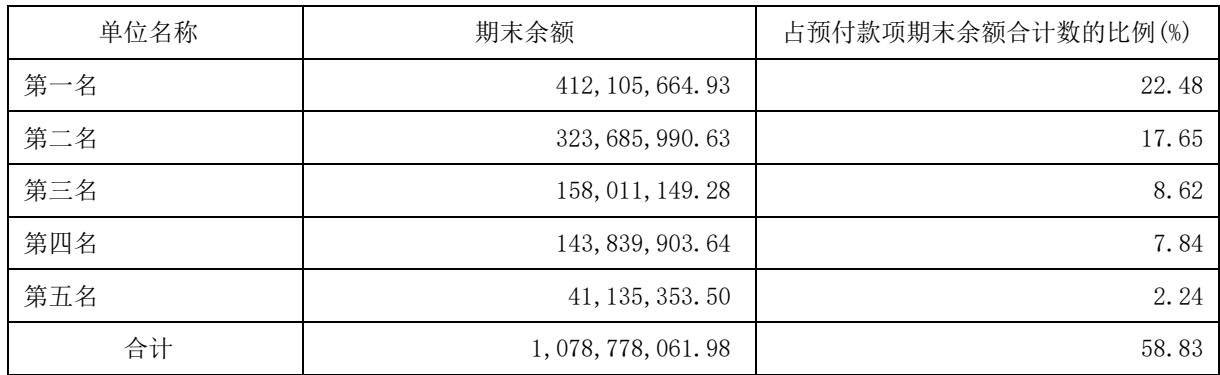 单位名称 期末余额 占预付款项期末余额合计数的比例(%)
第一名 412,105,664.93 22.48
第二名 323,685,990.63 17.65
第三名 158,011,149.28 8.62
第四名 143,839,903.64 7.84
第五名 41,135,353.50 2.24
合计 1,078,778,061.98 58.83